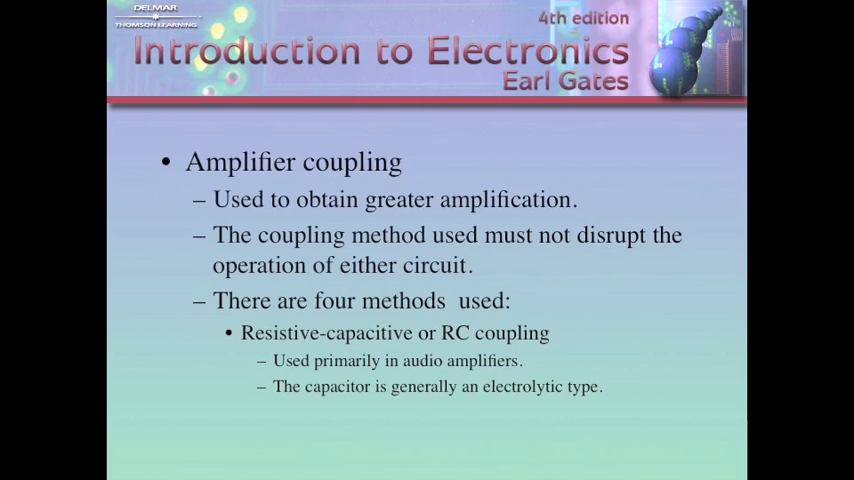 DELMAR
THOMSON LEARNING
4th edition
Introduction to Electronics
Earl Gates
• Amplifier coupling
– Used to obtain greater amplification.
– The coupling method used must not disrupt the
operation of either circuit.
– There are four methods used:
• Resistive-capacitive or RC coupling
– Used primarily in audio amplifiers.
– The capacitor is generally an electrolytic type.